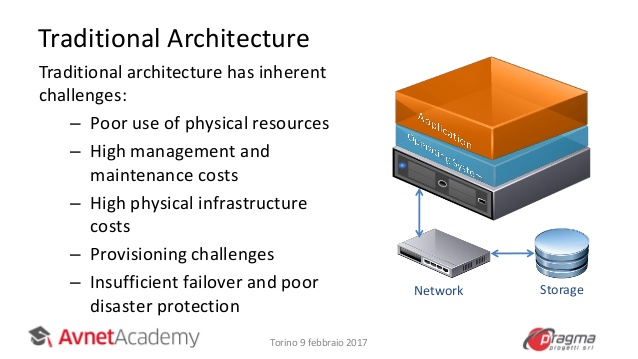 Traditional Architecture
Traditional architecture has inherent
challenges:
– Poor use of physical resources
– High management and
maintenance costs
– High physical infrastructure
costs
– Provisioning challenges
– Insufficient failover and poor
disaster protection
Application
Operating System
Network
Storage
AvnetAcademy
Torino 9 febbraio 2017
pragma
progetti srl